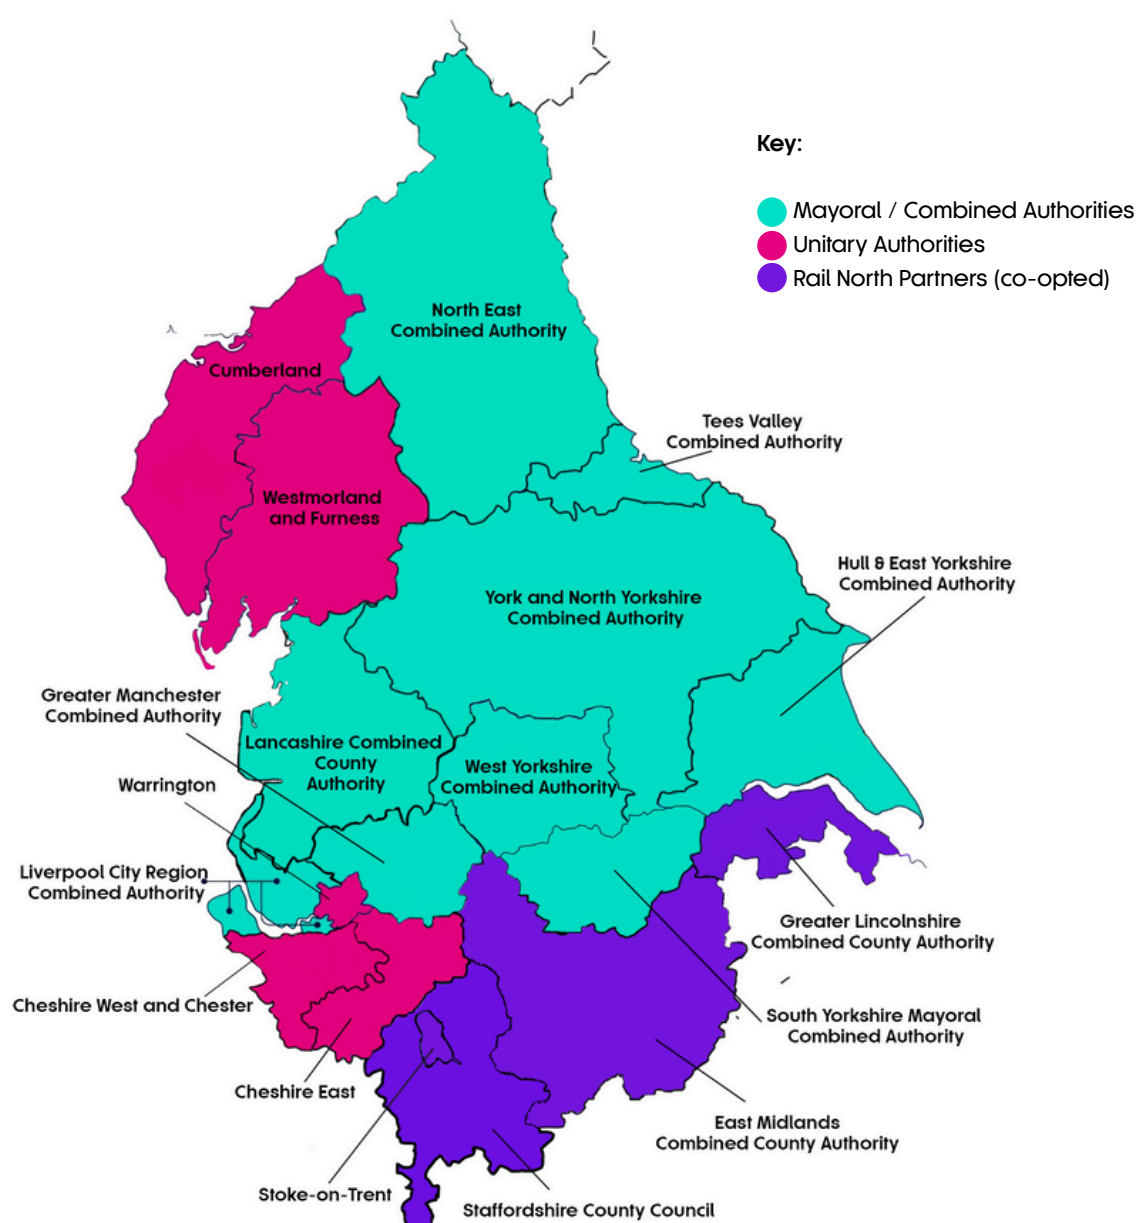 Key:
Mayoral / Combined Authorities
Unitary Authorities
Rail North Partners (co-opted)
North East
Combined Authority
Cumberland
Tees Valley
Combined Authority
Westmorland
and Furness
Hull & East Yorkshire
Combined Authority
York and North Yorkshire
Combined Authority
Greater Manchester
Combined Authority
Lancashire Combined
County
Authority
West Yorkshire
Combined Authority
Warrington
Liverpool City Region
Combined Authority
Greater Lincolnshire
Combined County Authority
Cheshire West and Chester
South Yorkshire Mayoral
Combined Authority
Cheshire East
East Midlands
Combined County Authority
Stoke-on-Trent
Staffordshire County Council